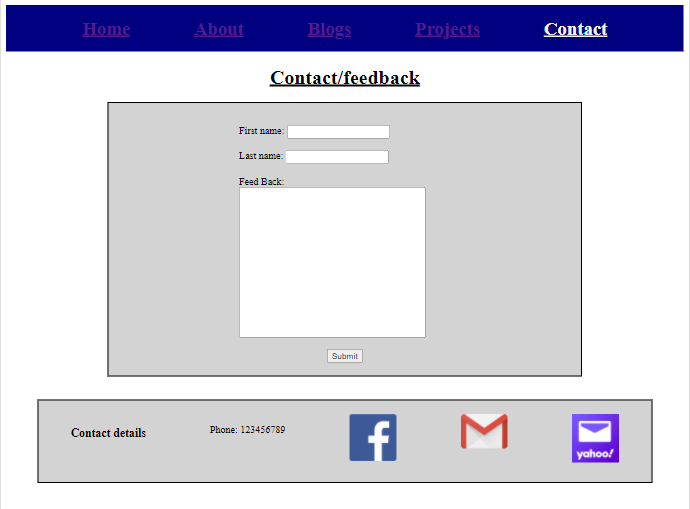 Home About Blogs Projects Contact
Contact/feedback
First name:
Last name:
Feed Back:
Submit
Contact details Phone: 123456789 f yahoo!